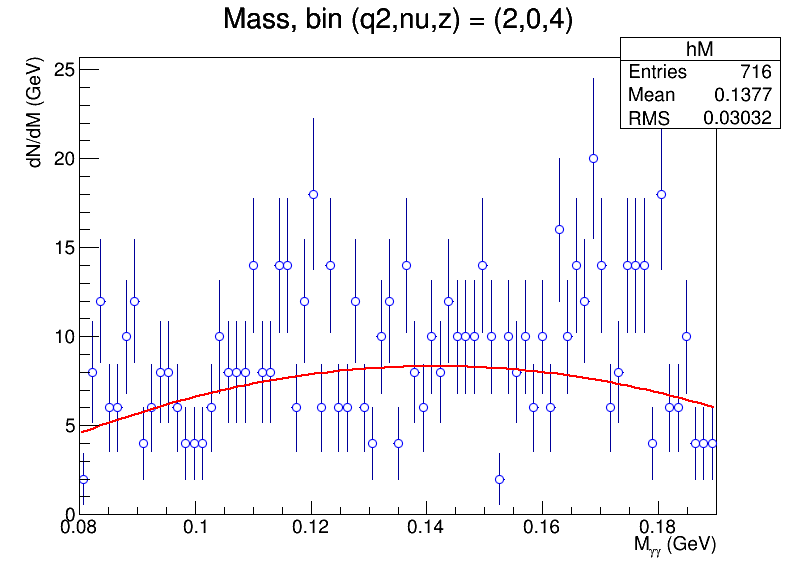 Mass, bin (q2,nu,z) = (2,0,4)
hM
Entries 716
Mean 0.1377
RMS 0.03032
dN/dM (GeV)
25
20
15
10
5
0
0.08 0.1 0.12 0.14 0.16 0.18
Mγγ (GeV)